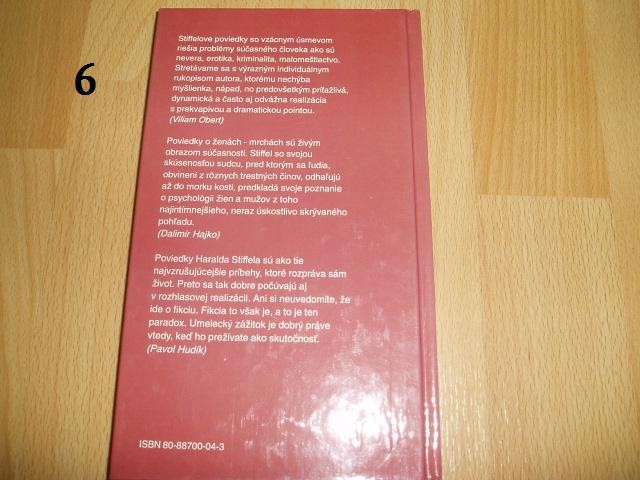 6
Stiffelove poviedky so vzácnym úsmevom
riešia problémy súčasného človeka ako sú
nevera, erotika, kriminalita, malomeštiactvo.
Stretávame sa s výrazným individuálnym
rukopisom autora, ktorému nechýba
myšlienka, nápad, no predovšetkým príťažlivá,
dynamická a často aj odvážna realizácia
s prekvapivou a dramatickou pointou.
(Viliam Obert)
Poviedky o ženách - mrchách sú živým
obrazom súčasnosti. Stiffel so svojou
skúsenosťou sudcu, pred ktorým sa ľudia,
obvinení z rôznych trestných činov, odhaľujú
až do morku kosti, predkladá svoje poznanie
o psychológii žien a mužov z toho
najintímnejšieho, neraz úskostlivo skrývaného
pohľadu.
(Dalimír Hajko)
Poviedky Haralda Stiffela sú ako tie
najvzrušujúcejšie príbehy, ktoré rozpráva sám
život. Preto sa tak dobre počúvajú aj
v rozhlasovej realizácii. Ani si neuvedomíte, že
ide o fikciu. Fikcia to však je, a to je ten
paradox. Umelecký zážitok je dobrý práve
vtedy, keď ho prežívate ako skutočnosť.
(Pavol Hudík)
ISBN 80-88700-04-3